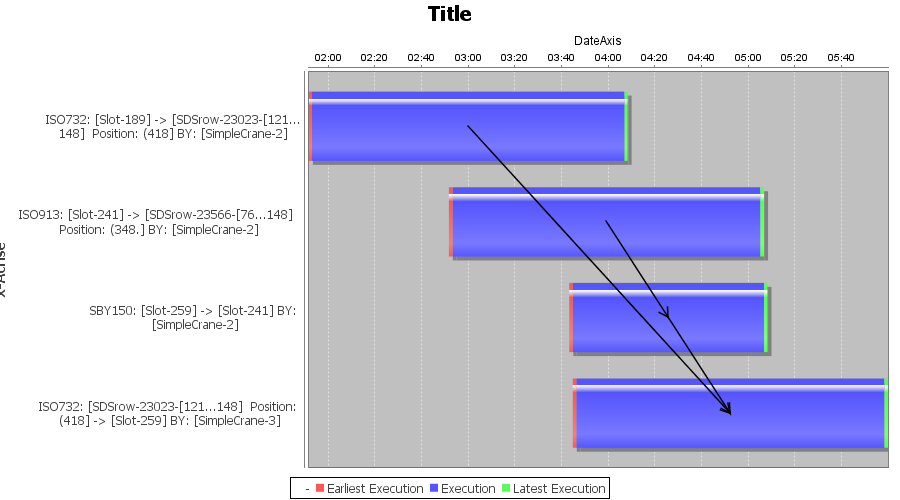 Title
DateAxis
02:00 02:20 02:40 03:00 03:20 03:40 04:00 04:20 04:40 05:00 05:20 05:40
ISO732: [Slot-189] -> [SDSrow-23023-[121...
148]  Position: (418] BY: [SimpleCrane-2]
ISO913: [Slot-241] -> [SDSrow-23566-[76...148]
Position: (348.] BY: [SimpleCrane-2]
SBY150: [Slot-259] -> [Slot-241] BY:
[SimpleCrane-2]
ISO732: [SDSrow-23023-[121...148]  Position:
(418] -> [Slot-259] BY: [SimpleCrane-3]
- Earliest Execution Execution Latest Execution